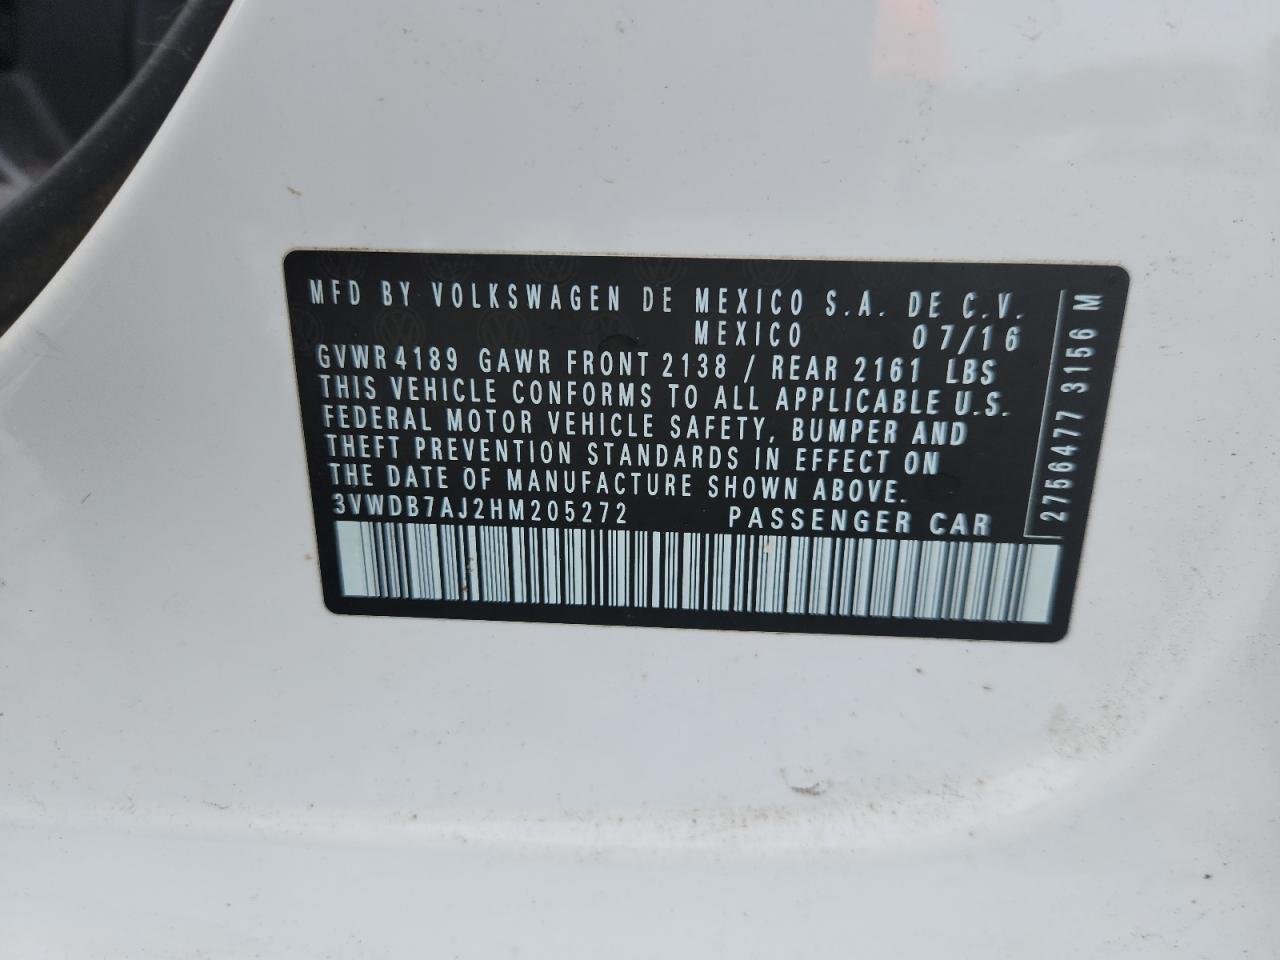 MFD BY VOLKSWAGEN DE MEXICO S.A. DE C.V.
MEXICO 07/16
GVWR 4189 GAWR FRONT 2138 / REAR 2161 LBS
THIS VEHICLE CONFORMS TO ALL APPLICABLE U.S.
FEDERAL MOTOR VEHICLE SAFETY, BUMPER AND
THEFT PREVENTION STANDARDS IN EFFECT ON
THE DATE OF MANUFACTURE SHOWN ABOVE.
3VWDB7AJ2HM205272 PASSENGER CAR
2756477 3156 M